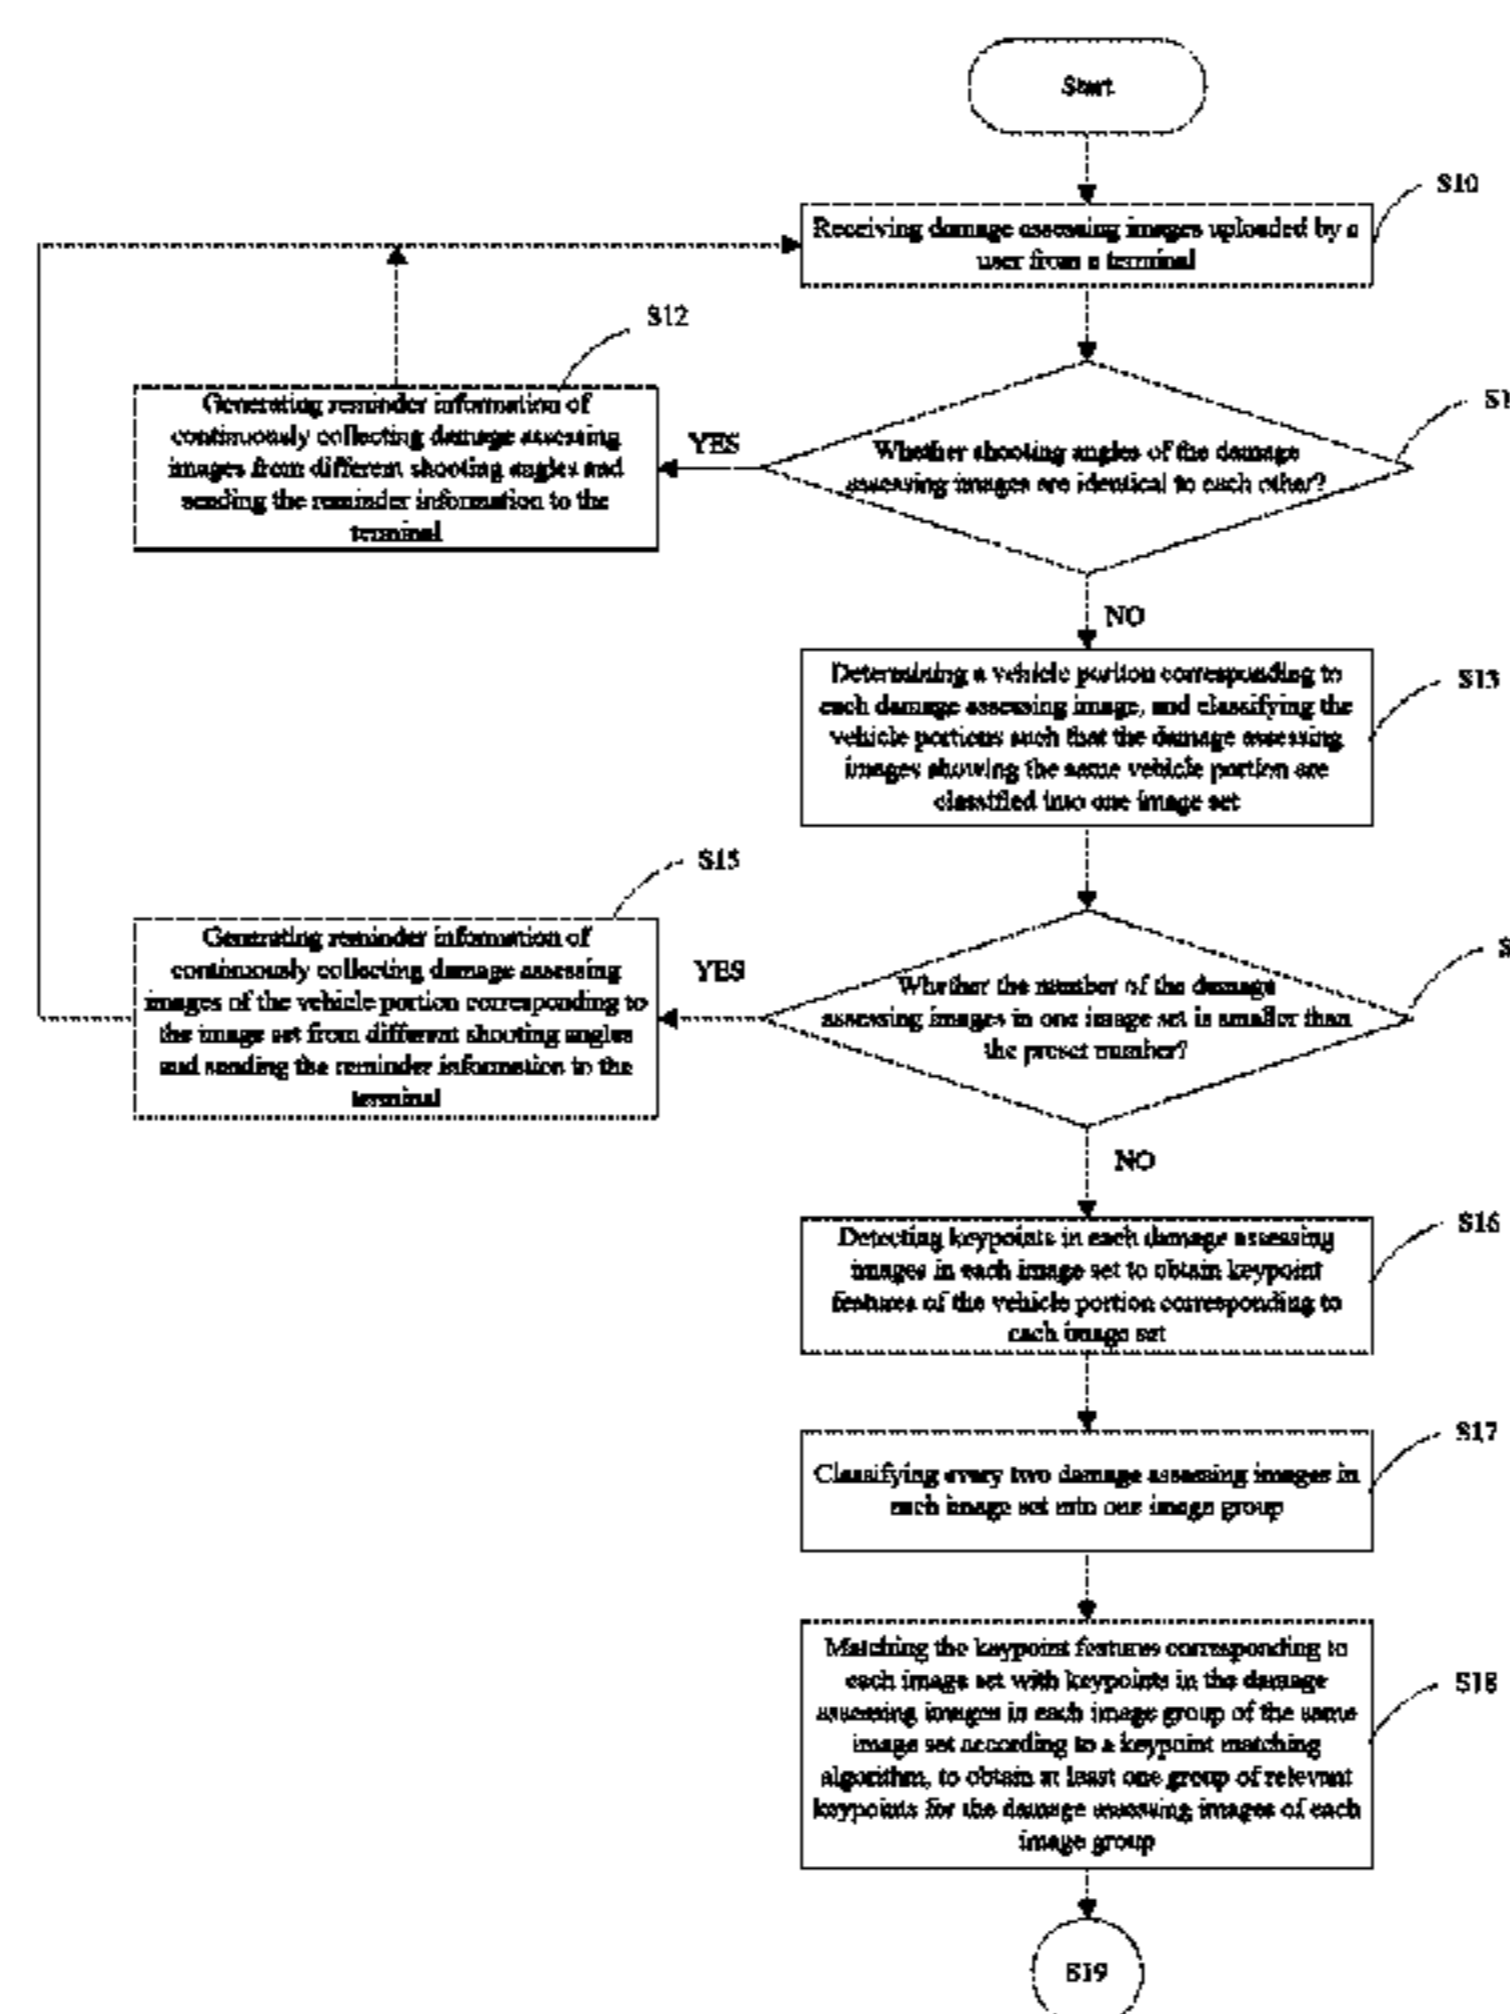 Start
S10
Receiving damage assessing images uploaded by a
user from a terminal
S12
Generating reminder information of
continuously collecting damage assessing
images from different shooting angles and
sending the reminder information to the
terminal
YES
S1
Whether shooting angles of the damage
assessing images are identical to each other?
NO
S13
Determining a vehicle portion corresponding to
each damage assessing image, and classifying the
vehicle portions such that the damage assessing
images showing the same vehicle portion are
classified into one image set
S15
Generating reminder information of
continuously collecting damage assessing
images of the vehicle portion corresponding to
the image set from different shooting angles
and sending the reminder information to the
terminal
YES
S
Whether the number of the damage
assessing images in one image set is smaller than
the preset number?
NO
S16
Detecting keypoints in each damage assessing
images in each image set to obtain keypoint
features of the vehicle portion corresponding to
each image set
S17
Classifying every two damage assessing images in
each image set into one image group
S18
Matching the keypoint features corresponding to
each image set with keypoints in the damage
assessing images in each image group of the same
image set according to a keypoint matching
algorithm, to obtain at least one group of relevant
keypoints for the damage assessing images of each
image group
S19